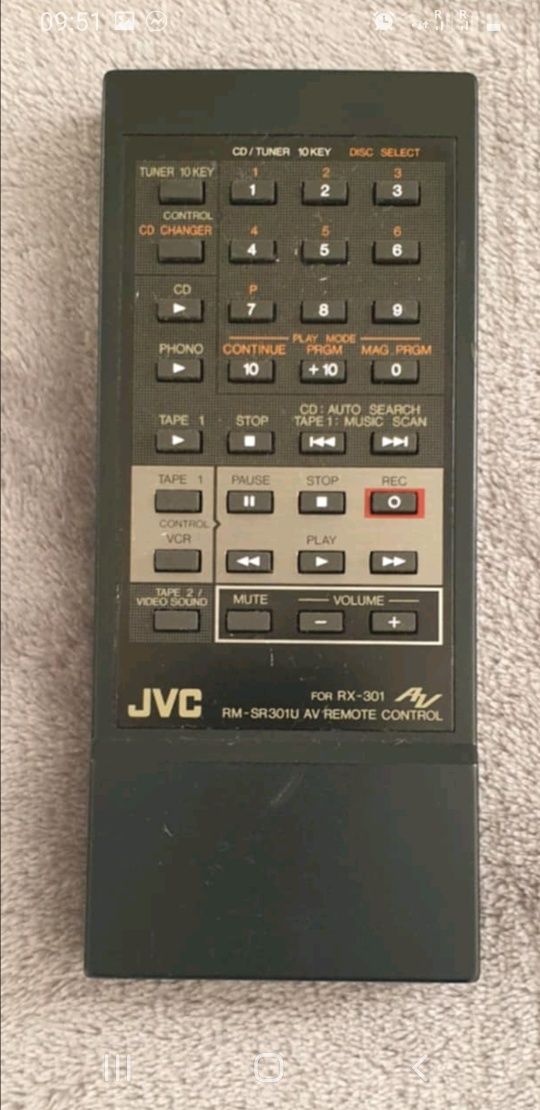 09:51
CD/TUNER 10KEY DISC SELECT
TUNER 10 KEY 1 2 3
1 2 3
CONTROL
CD CHANGER 4 5 6
4 5 6
CD P
7 8 9
PLAY MODE
PHONO CONTINUE PRGM MAG.PRGM
10 +10 0
CD: AUTO SEARCH
TAPE 1 STOP TAPE 1: MUSIC SCAN
TAPE 1 PAUSE STOP REC
CONTROL
VCR PLAY
TAPE 2 /
VIDEO SOUND MUTE VOLUME
− +
JVC FOR RX-301 AV
RM-SR301U AV REMOTE CONTROL